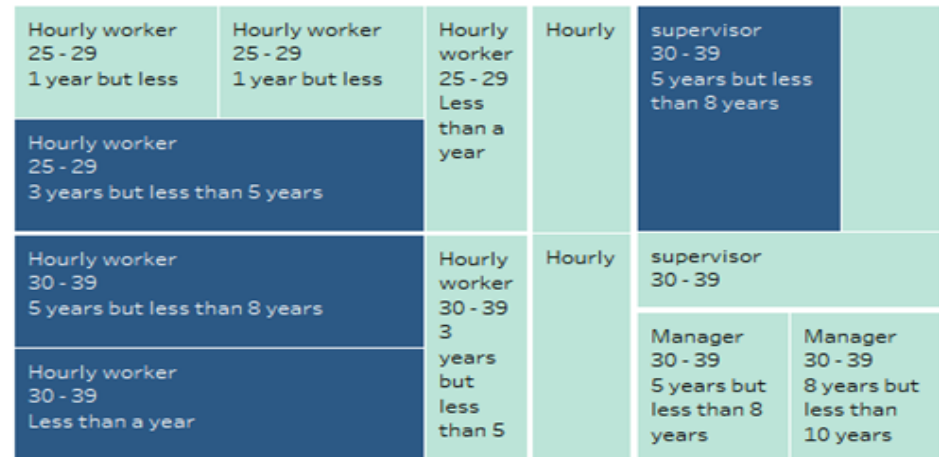 Hourly worker
25 - 29
1 year but less
Hourly worker
25 - 29
1 year but less
Hourly
worker
25 - 29
Less
than a
year
Hourly
supervisor
30 - 39
5 years but less
than 8 years
Hourly worker
25 - 29
3 years but less than 5 years
Hourly worker
30 - 39
5 years but less than 8 years
Hourly
worker
30 - 39
3
years
but
less
than 5
Hourly
supervisor
30 - 39
Hourly worker
30 - 39
Less than a year
Manager
30 - 39
5 years but
less than 8
years
Manager
30 - 39
8 years but
less than
10 years